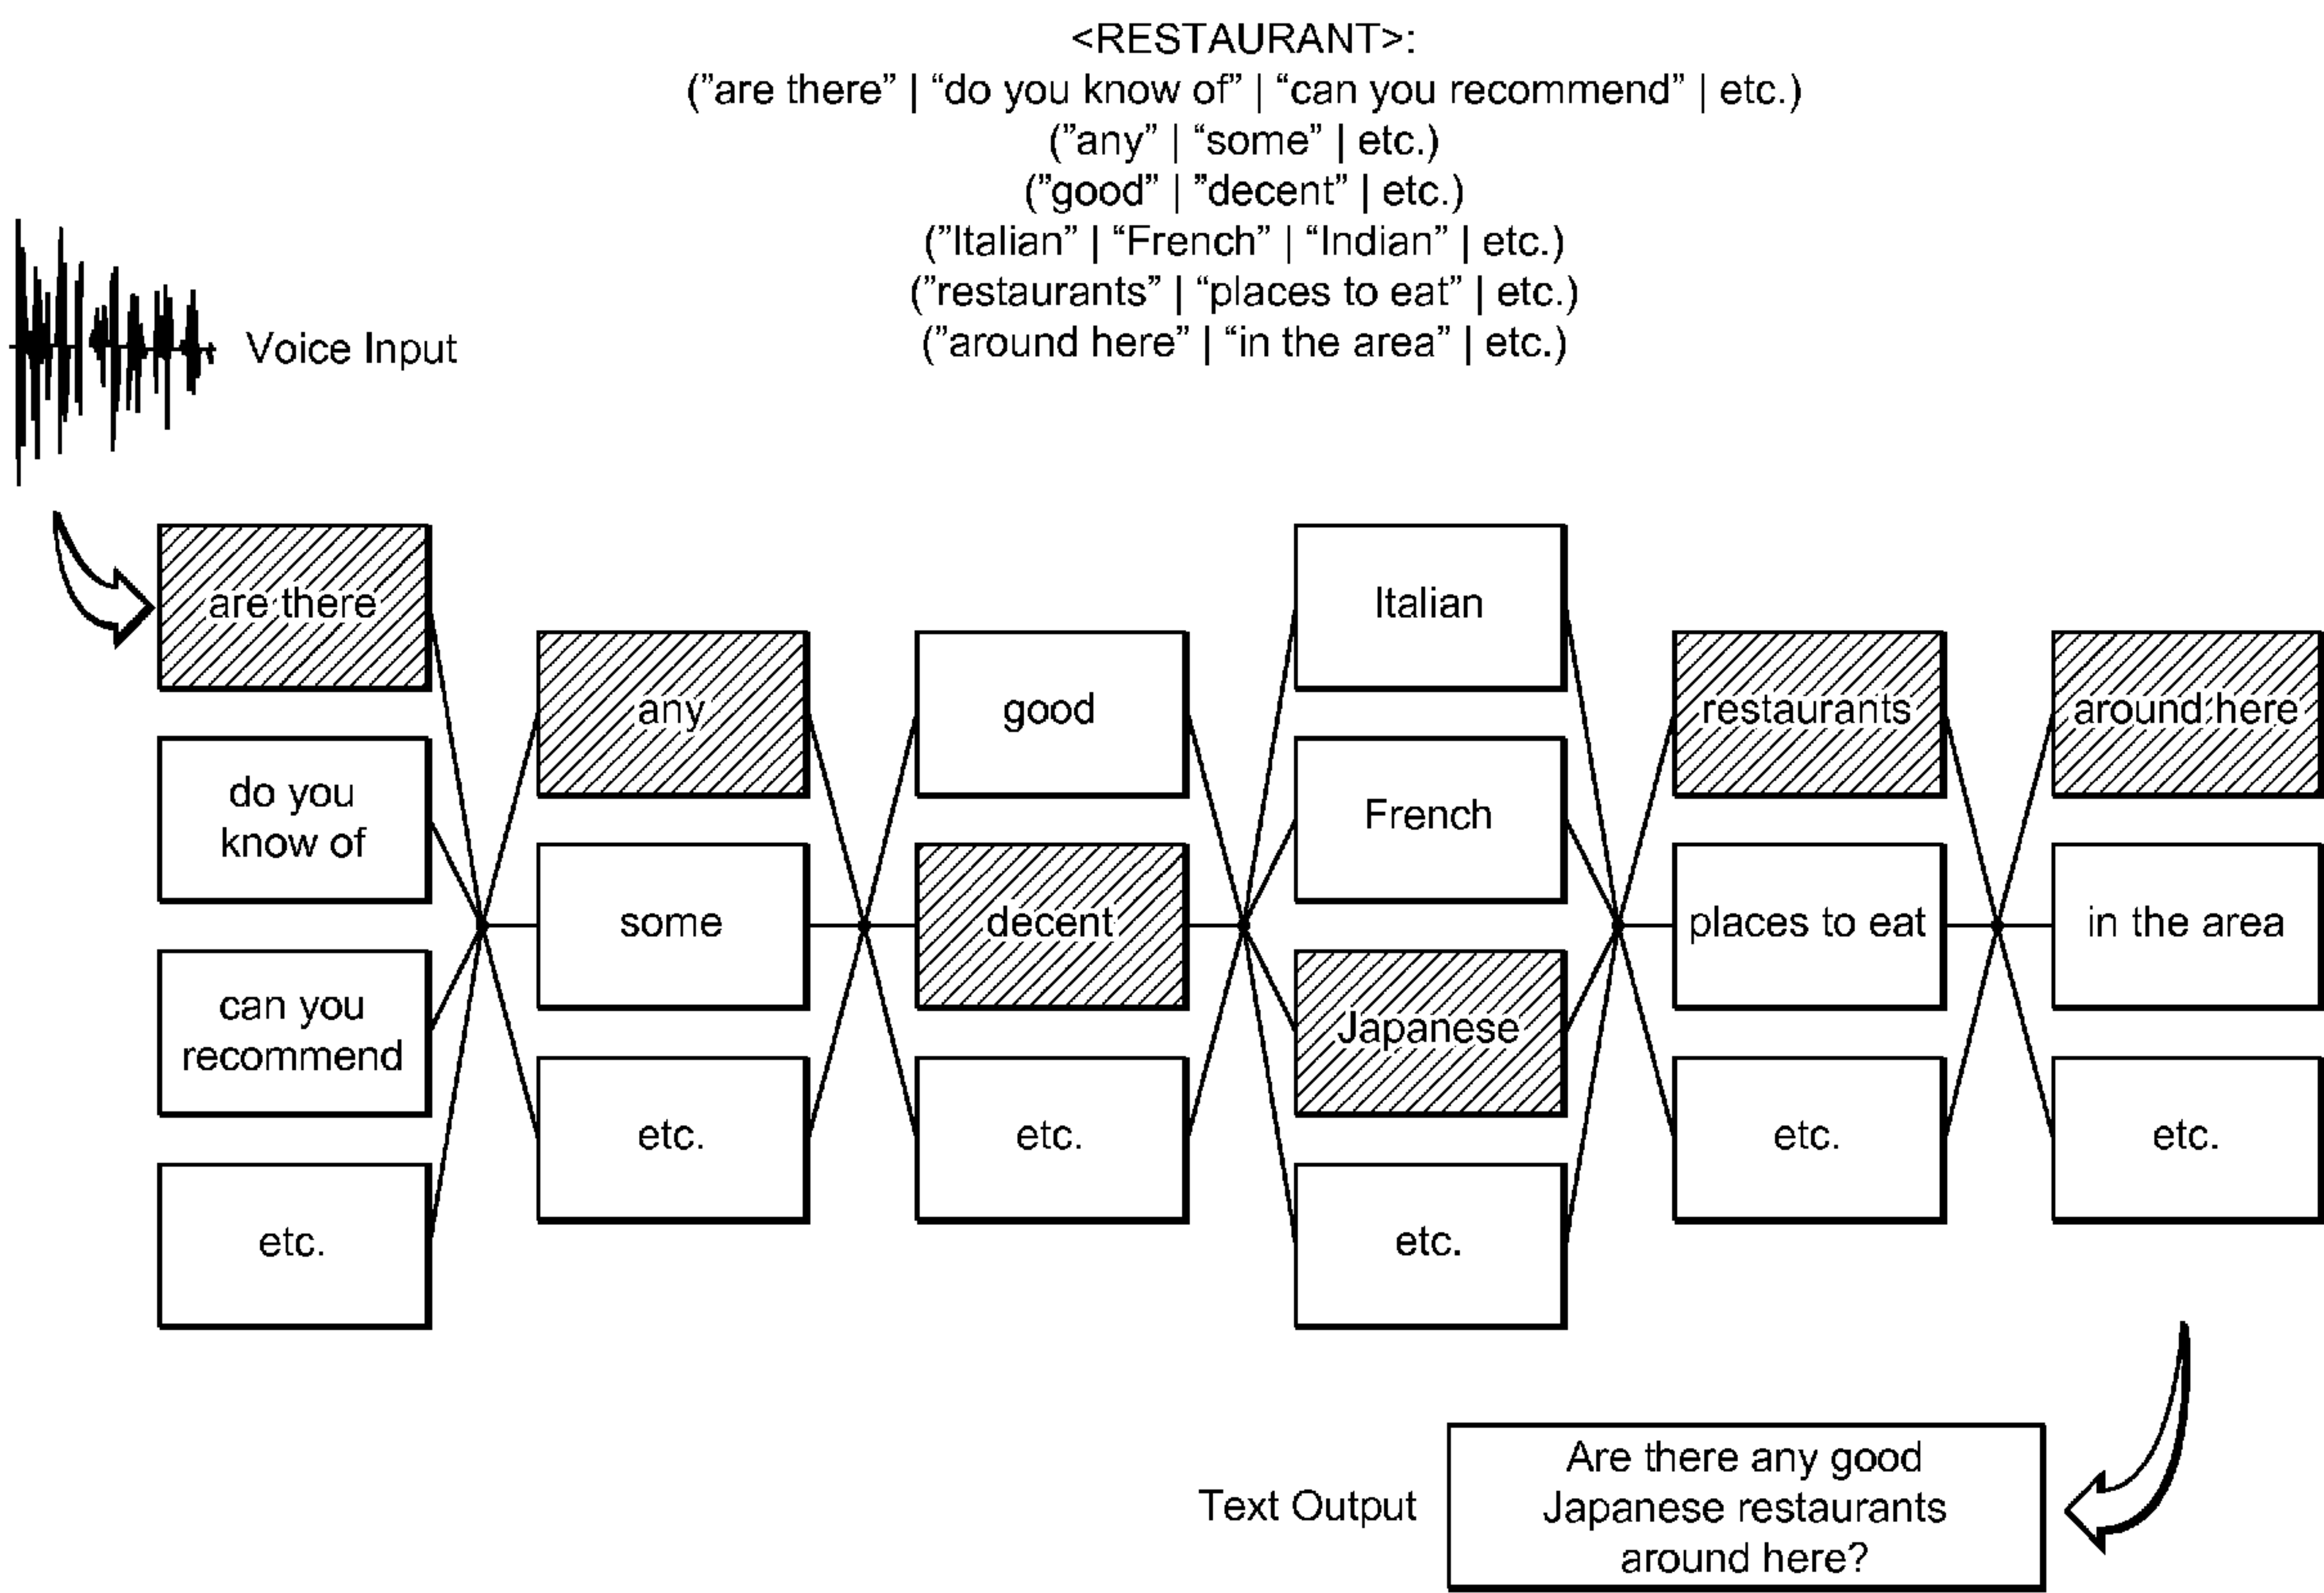 <RESTAURANT>:
(”are there” | “do you know of” | “can you recommend” | etc.)
(”any” | “some” | etc.)
(”good” | ”decent” | etc.)
(”Italian” | “French” | “Indian” | etc.)
(”restaurants” | “places to eat” | etc.)
(”around here” | “in the area” | etc.)
Voice Input
are there
do you
know of
can you
recommend
etc.
any
some
etc.
good
decent
etc.
Italian
French
Japanese
etc.
restaurants
places to eat
etc.
around here
in the area
etc.
Text Output
Are there any good
Japanese restaurants
around here?